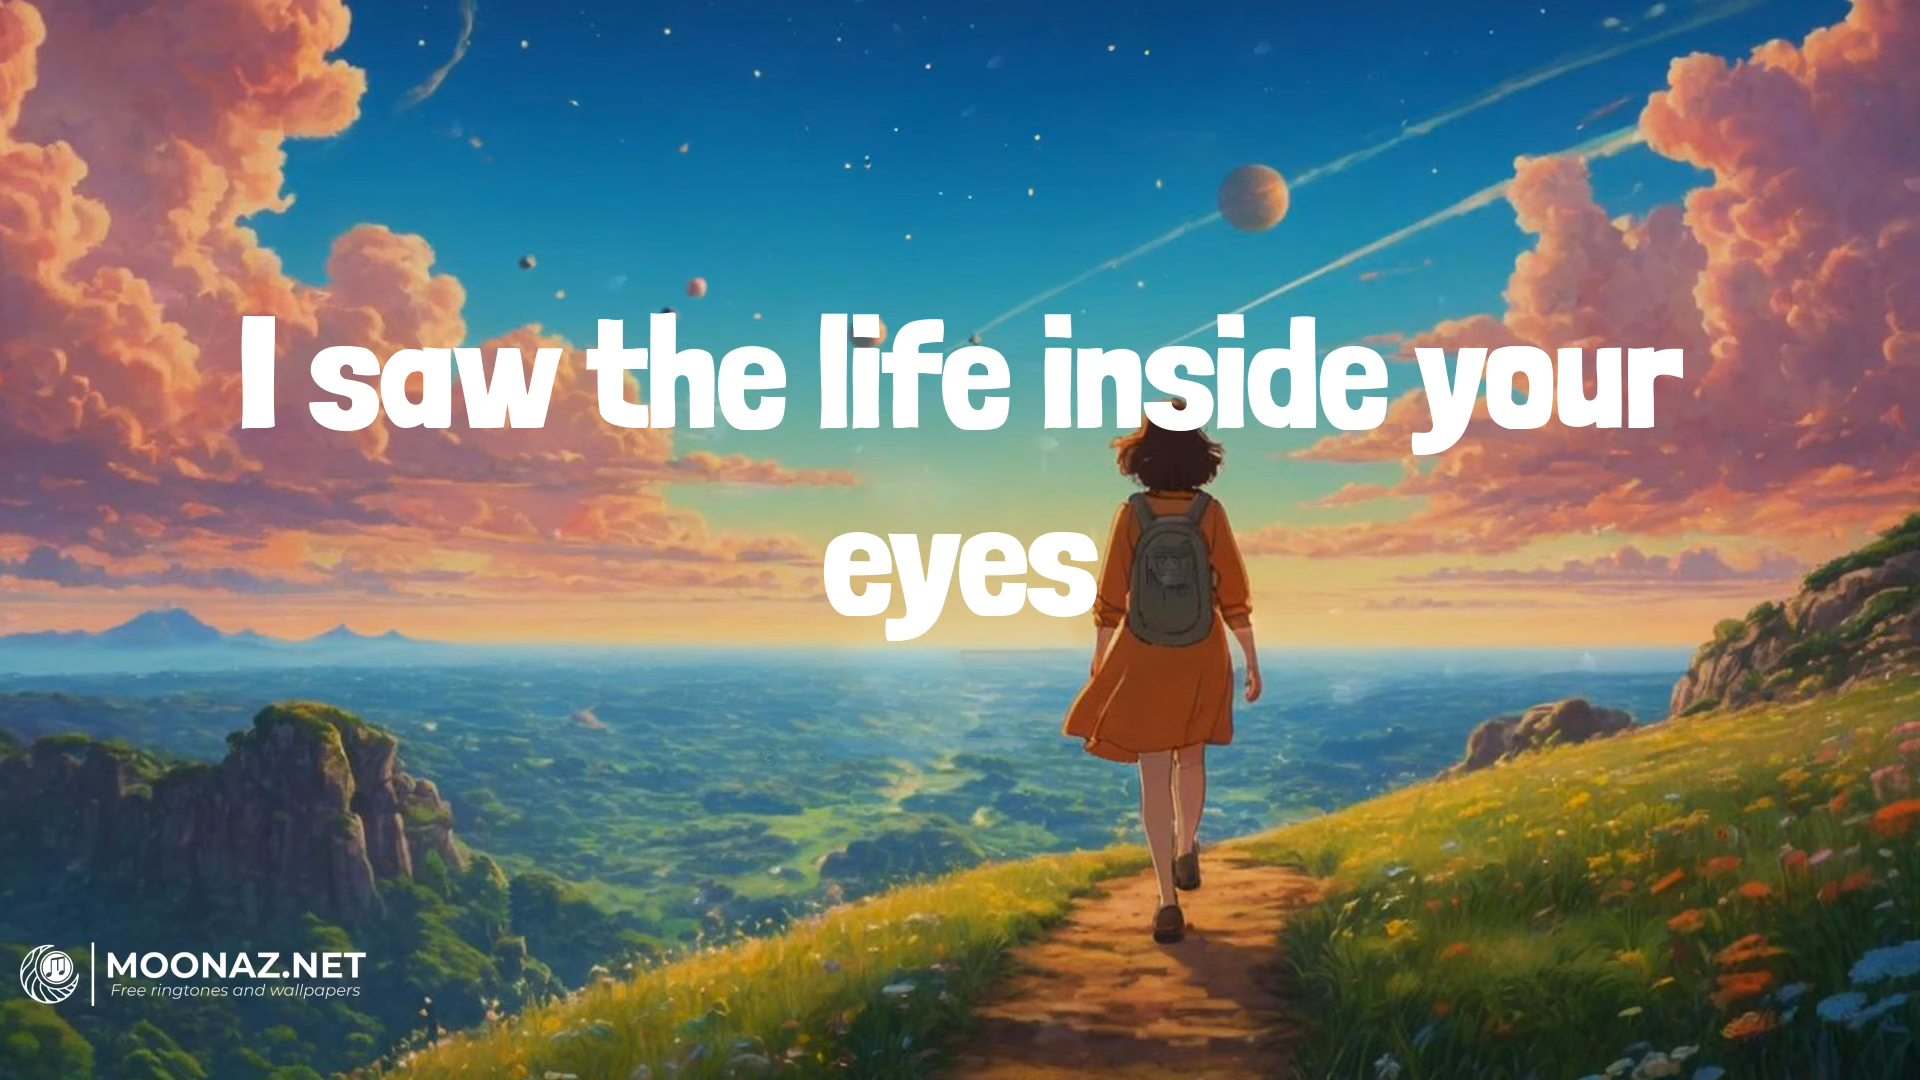 I saw the life inside your
eyes
MOONAZ.NET
Free ringtones and wallpapers